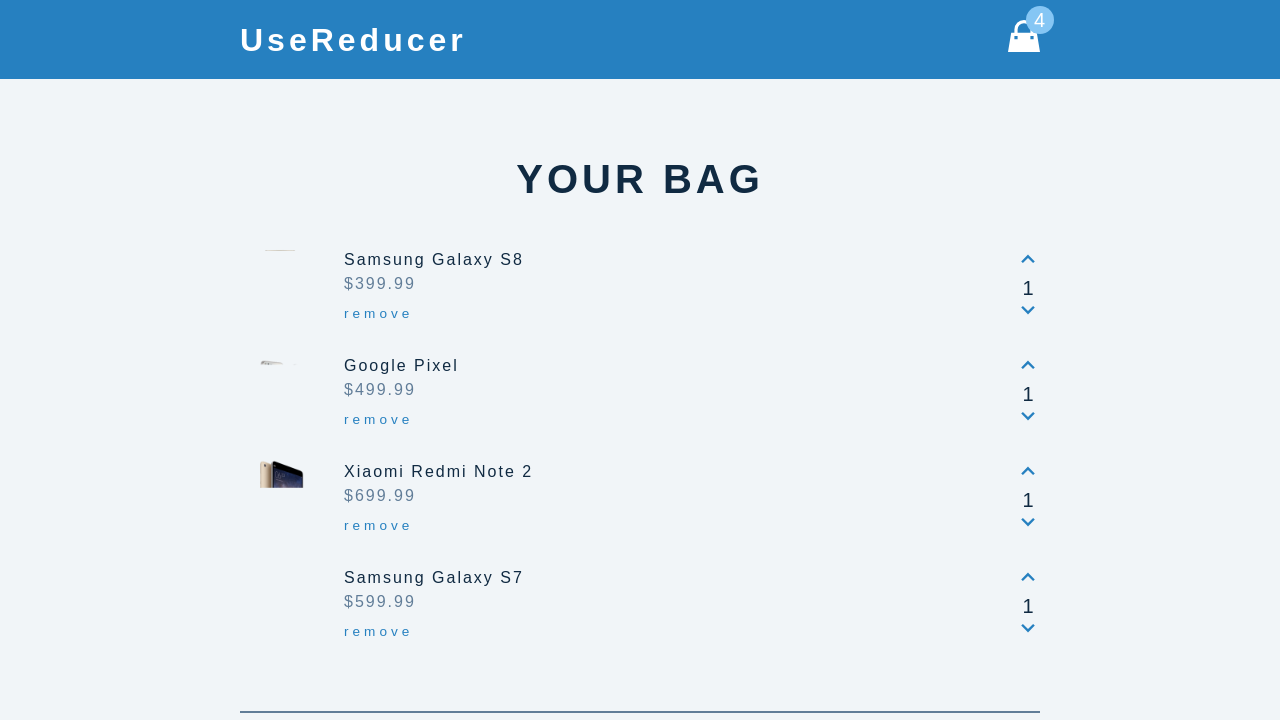 UseReducer
4
YOUR BAG
Samsung Galaxy S8
$399.99
remove
1
Google Pixel
$499.99
remove
1
Xiaomi Redmi Note 2
$699.99
remove
1
Samsung Galaxy S7
$599.99
remove
1